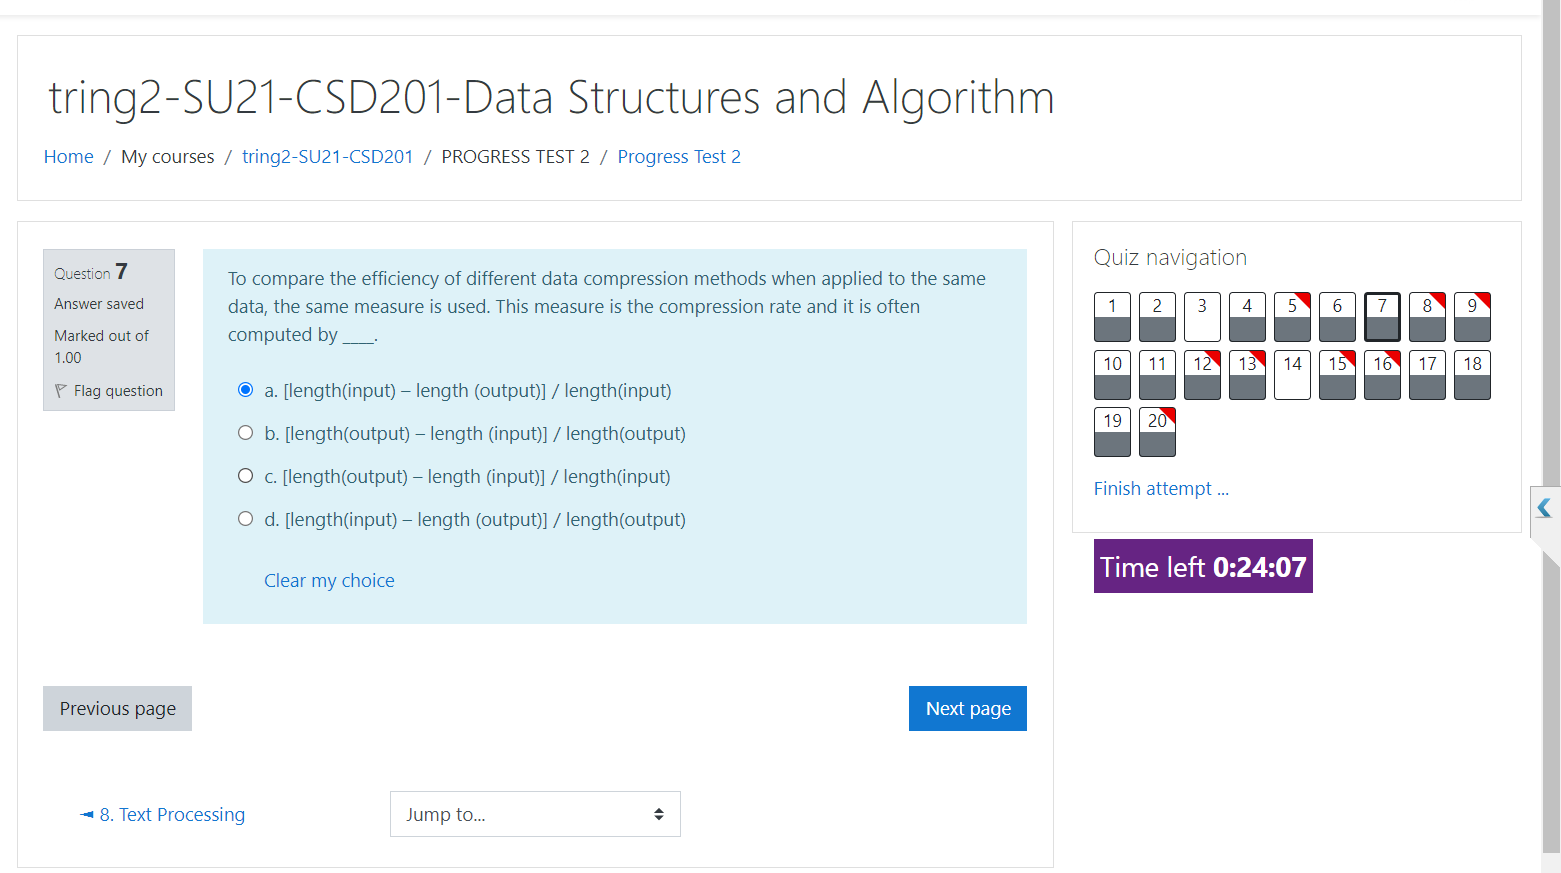 tring2-SU21-CSD201-Data Structures and Algorithm
Home / My courses / tring2-SU21-CSD201 / PROGRESS TEST 2 / Progress Test 2
Question 7
Answer saved
Marked out of
1.00
Flag question
To compare the efficiency of different data compression methods when applied to the same
data, the same measure is used. This measure is the compression rate and it is often
computed by ____.
a. [length(input) – length (output)] / length(input)
b. [length(output) – length (input)] / length(output)
c. [length(output) – length (input)] / length(input)
d. [length(input) – length (output)] / length(output)
Clear my choice
Previous page
Next page
◄ 8. Text Processing
Jump to...
Quiz navigation
1 2 3 4 5 6 7 8 9
10 11 12 13 14 15 16 17 18
19 20
Finish attempt ...
Time left 0:24:07